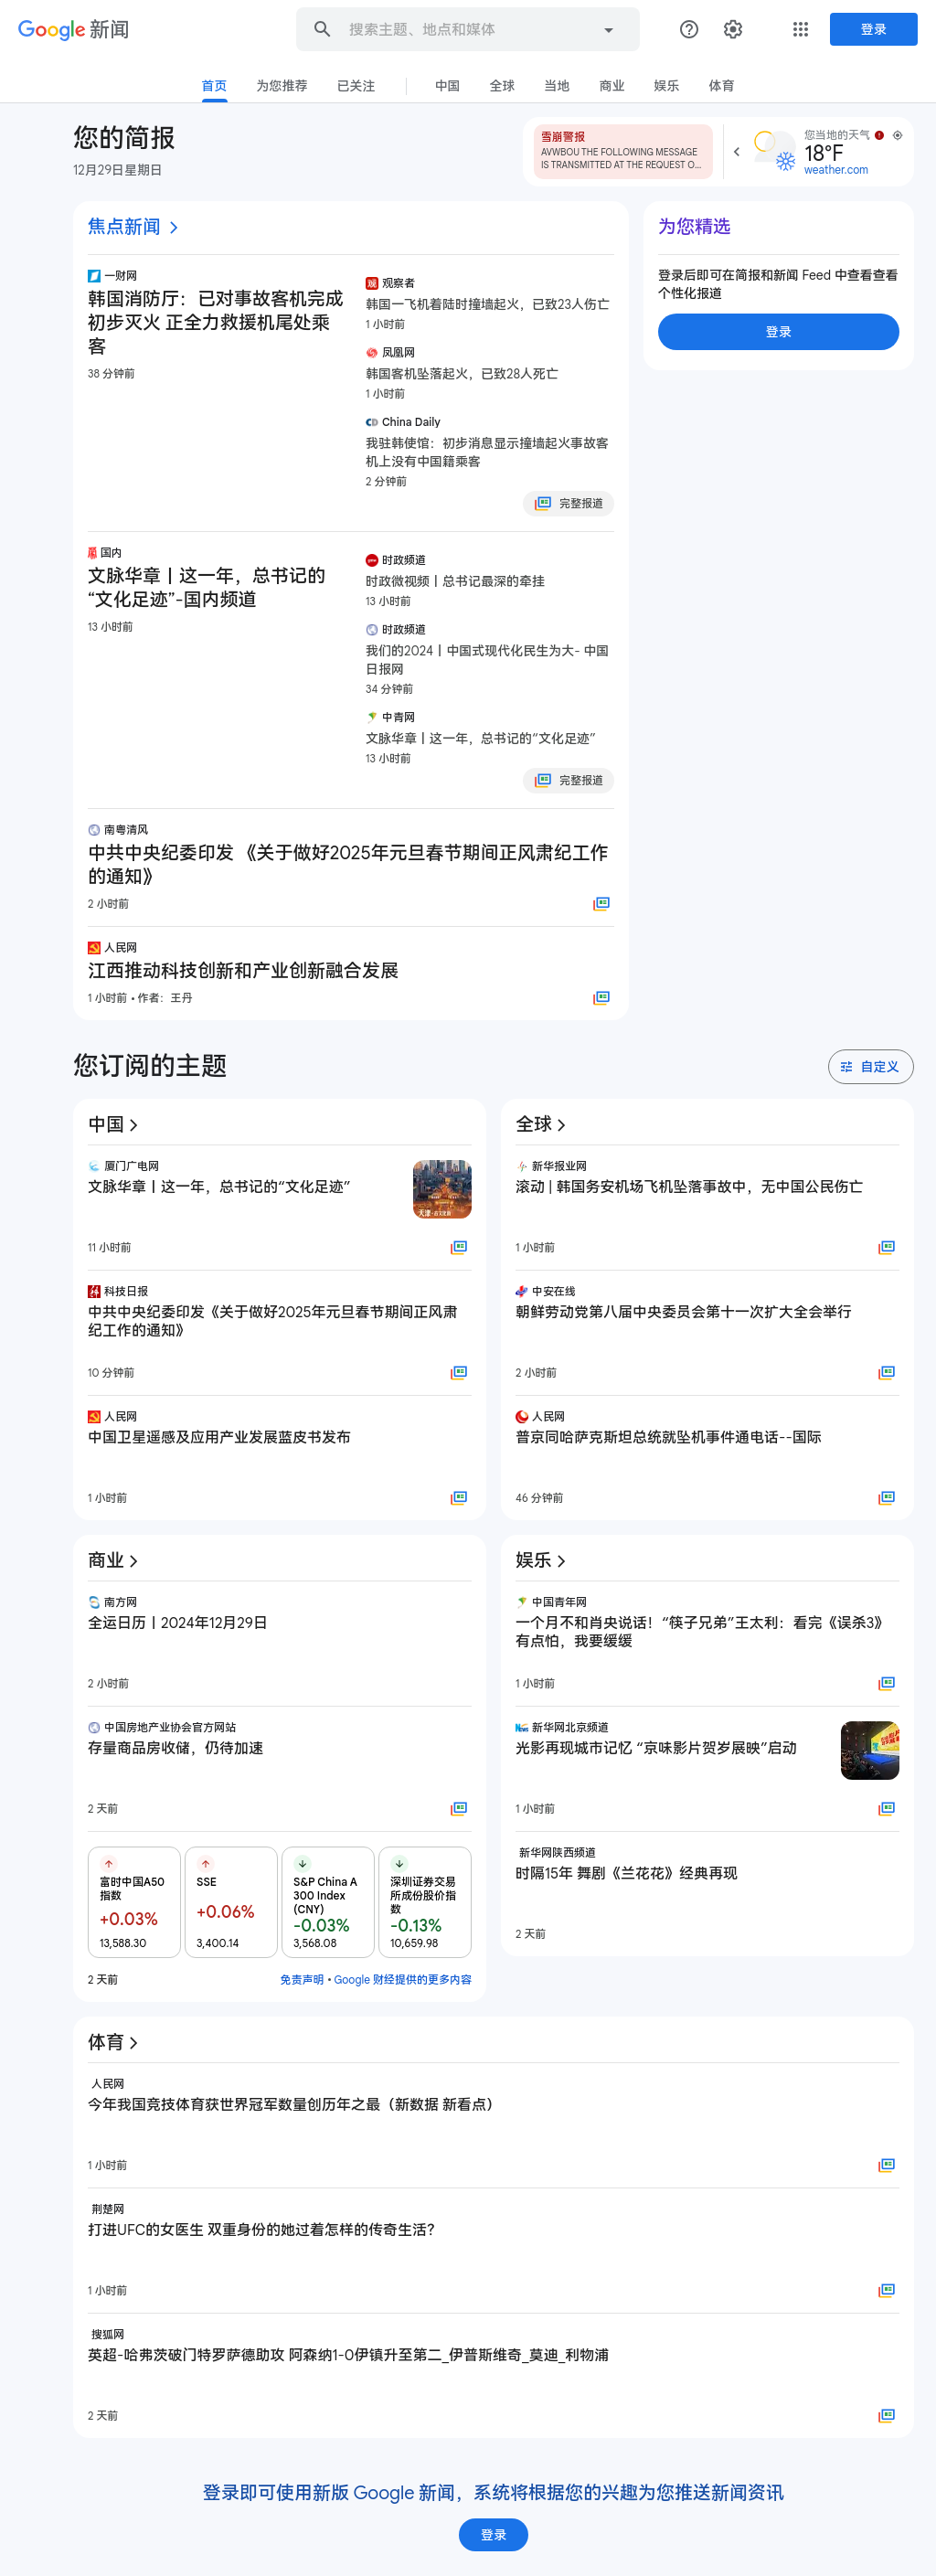 Google 新闻
搜索主题、地点和媒体
登录
首页
为您推荐
已关注
中国
全球
当地
商业
娱乐
体育
您的简报
12月29日星期日
雪崩警报
AVWBOU THE FOLLOWING MESSAGE
IS TRANSMITTED AT THE REQUEST O...
您当地的天气
18°F
weather.com
焦点新闻
一财网
韩国消防厅：已对事故客机完成
初步灭火 正全力救援机尾处乘
客
38 分钟前
观察者
韩国一飞机着陆时撞墙起火，已致23人伤亡
1 小时前
凤凰网
韩国客机坠落起火，已致28人死亡
1 小时前
China Daily
我驻韩使馆：初步消息显示撞墙起火事故客
机上没有中国籍乘客
2 分钟前
完整报道
为您精选
登录后即可在简报和新闻 Feed 中查看查看
个性化报道
登录
国内
文脉华章丨这一年，总书记的
“文化足迹”-国内频道
13 小时前
时政频道
时政微视频丨总书记最深的牵挂
13 小时前
时政频道
我们的2024丨中国式现代化民生为大- 中国
日报网
34 分钟前
中青网
文脉华章丨这一年，总书记的“文化足迹”
13 小时前
完整报道
南粤清风
中共中央纪委印发 《关于做好2025年元旦春节期间正风肃纪工作
的通知》
2 小时前
人民网
江西推动科技创新和产业创新融合发展
1 小时前 • 作者：王丹
您订阅的主题
自定义
中国
厦门广电网
文脉华章丨这一年，总书记的“文化足迹”
11 小时前
科技日报
中共中央纪委印发《关于做好2025年元旦春节期间正风肃
纪工作的通知》
10 分钟前
人民网
中国卫星遥感及应用产业发展蓝皮书发布
1 小时前
全球
新华报业网
滚动 | 韩国务安机场飞机坠落事故中，无中国公民伤亡
1 小时前
中安在线
朝鲜劳动党第八届中央委员会第十一次扩大全会举行
2 小时前
人民网
普京同哈萨克斯坦总统就坠机事件通电话--国际
46 分钟前
商业
南方网
全运日历丨2024年12月29日
2 小时前
中国房地产业协会官方网站
存量商品房收储，仍待加速
2 天前
富时中国A50
指数
+0.03%
13,588.30
SSE
+0.06%
3,400.14
S&P China A
300 Index
(CNY)
-0.03%
3,568.08
深圳证券交易
所成份股价指
数
-0.13%
10,659.98
2 天前
免责声明 • Google 财经提供的更多内容
娱乐
中国青年网
一个月不和肖央说话！“筷子兄弟”王太利：看完《误杀3》
有点怕，我要缓缓
1 小时前
新华网北京频道
光影再现城市记忆 “京味影片贺岁展映”启动
1 小时前
新华网陕西频道
时隔15年 舞剧《兰花花》经典再现
2 天前
体育
人民网
今年我国竞技体育获世界冠军数量创历年之最（新数据 新看点）
1 小时前
荆楚网
打进UFC的女医生 双重身份的她过着怎样的传奇生活？
1 小时前
搜狐网
英超-哈弗茨破门特罗萨德助攻 阿森纳1-0伊镇升至第二_伊普斯维奇_莫迪_利物浦
2 天前
登录即可使用新版 Google 新闻，系统将根据您的兴趣为您推送新闻资讯
登录